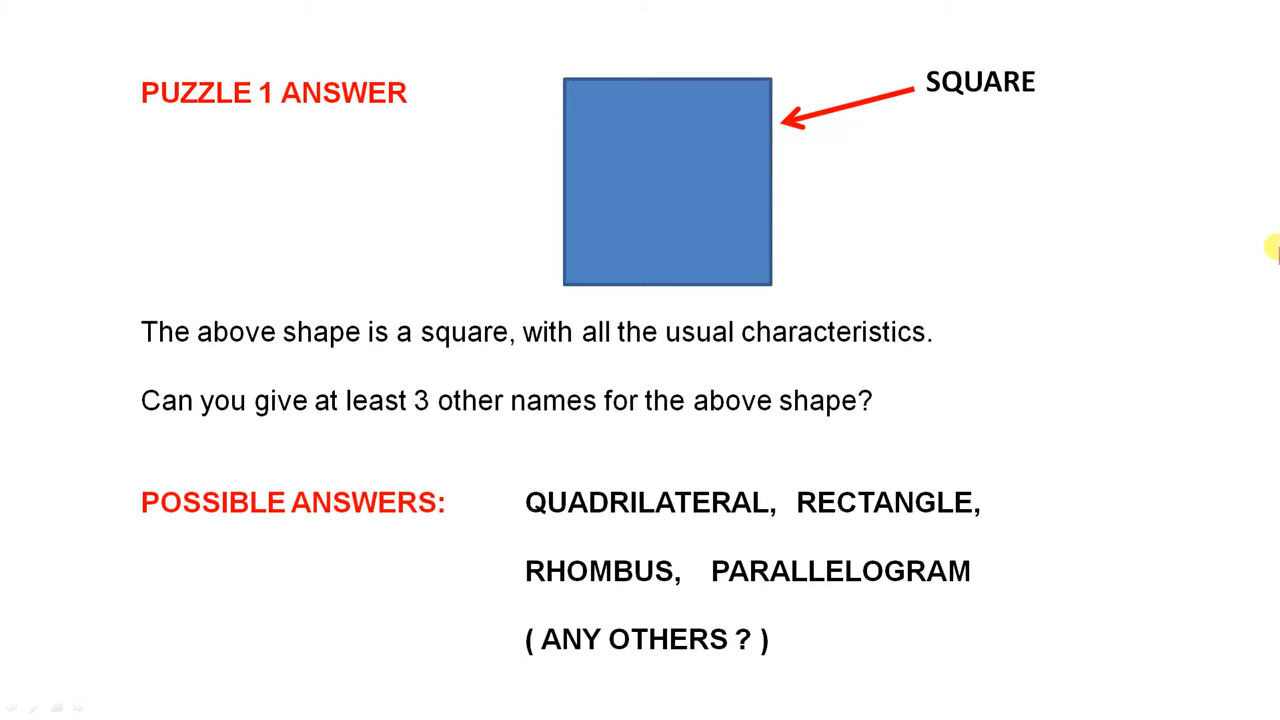 PUZZLE 1 ANSWER
SQUARE
The above shape is a square, with all the usual characteristics.
Can you give at least 3 other names for the above shape?
POSSIBLE ANSWERS: QUADRILATERAL, RECTANGLE,
RHOMBUS, PARALLELOGRAM
( ANY OTHERS ? )